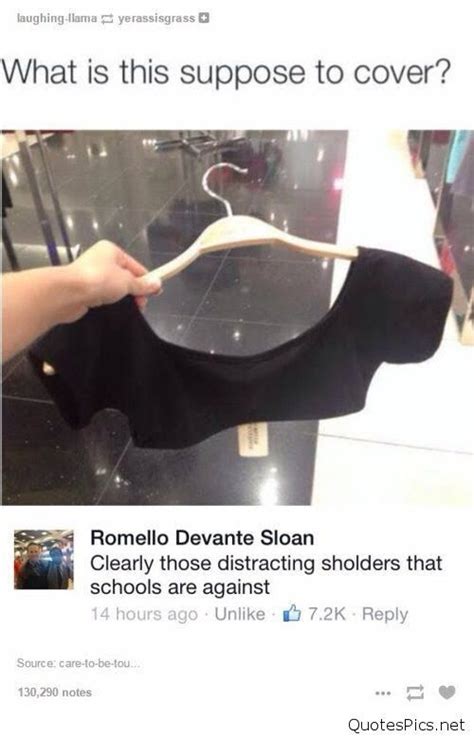 laughing-llama yerassisgrass
What is this suppose to cover?
Romello Devante Sloan
Clearly those distracting sholders that
schools are against
14 hours ago · Unlike · 7.2K · Reply
Source: care-to-be-tou...
130,290 notes
QuotesPics.net